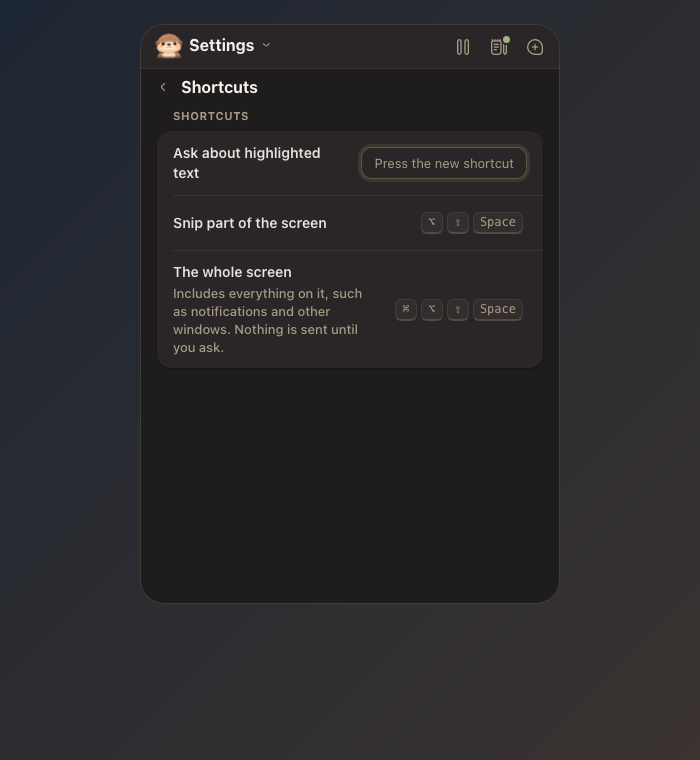 Settings
Shortcuts
SHORTCUTS
Ask about highlighted
text
Press the new shortcut
Snip part of the screen
⌥ ⇧ Space
The whole screen
Includes everything on it, such
as notifications and other
windows. Nothing is sent until
you ask.
⌘ ⌥ ⇧ Space